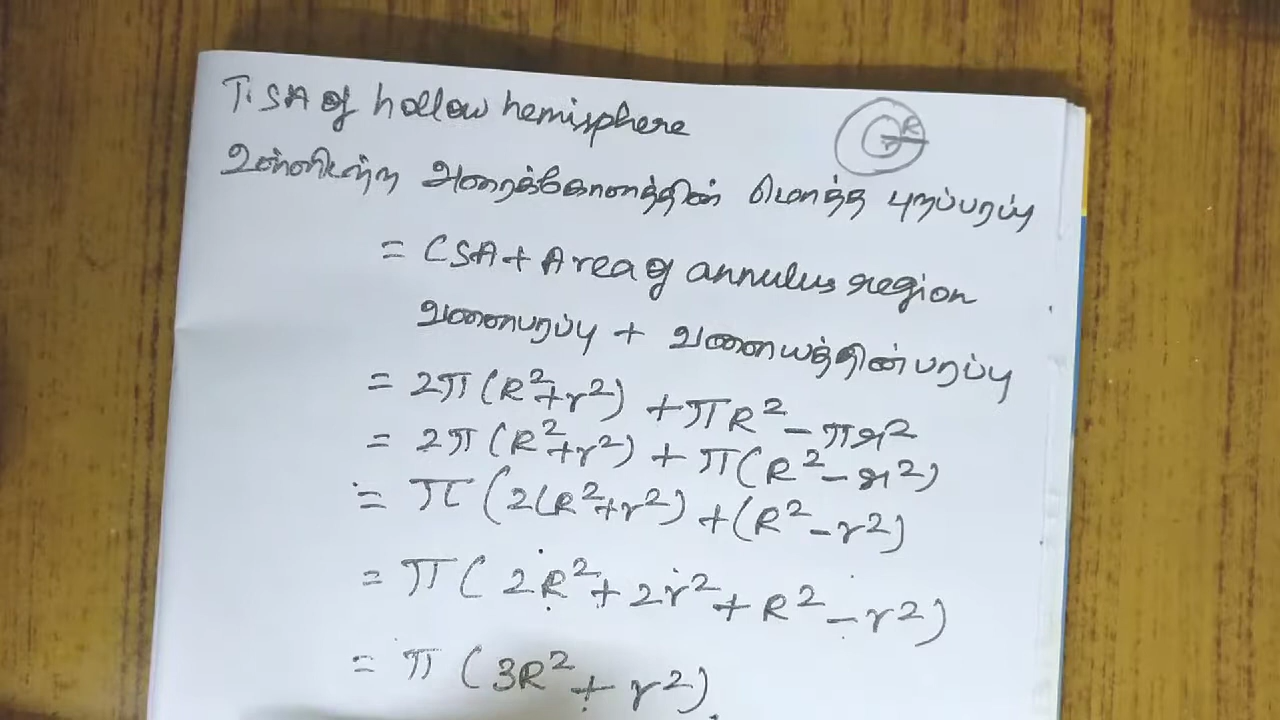 T.SA of hollow hemisphere
R
r
உள்ளீடற்ற அரைக்கோளத்தின் மொத்த புறப்பரப்பு
= CSA + Area of annulus region
வளைபரப்பு + வளையத்தின் பரப்பு
= 2π (R²+r²) + πR² - πr²
= 2π (R²+r²) + π(R² - r²)
= π (2(R²+r²) + (R² - r²)
= π ( 2R² + 2r² + R² - r²)
= π ( 3R² + r²).